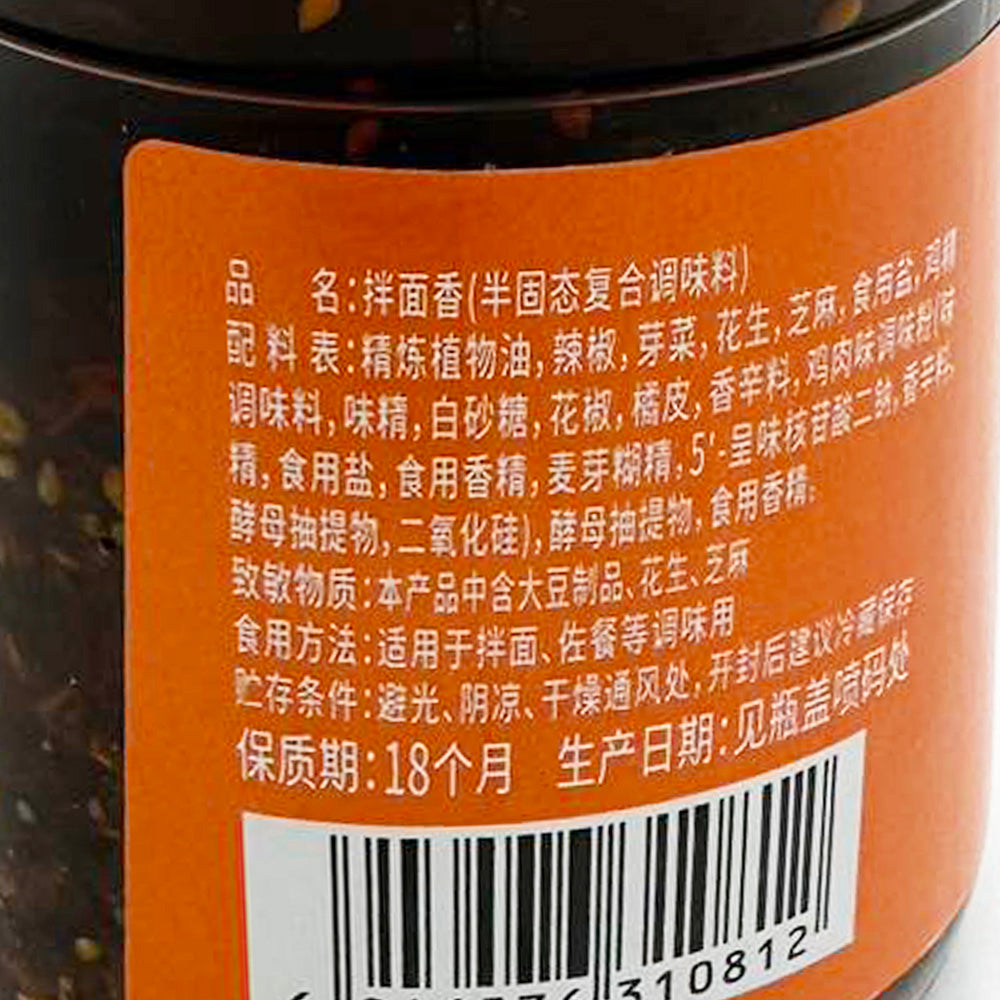 品 名:拌面香(半固态复合调味料)
配料表:精炼植物油,辣椒,芽菜,花生,芝麻,食用盐,鸡精
调味料,味精,白砂糖,花椒,橘皮,香辛料,鸡肉味调味粉(味
精,食用盐,食用香精,麦芽糊精,5'-呈味核苷酸二钠,香辛料,
酵母抽提物,二氧化硅),酵母抽提物,食用香精;
致敏物质:本产品中含大豆制品、花生、芝麻
食用方法:适用于拌面、佐餐等调味用
贮存条件:避光、阴凉、干燥通风处,开封后建议冷藏保存
保质期:18个月 生产日期:见瓶盖喷码处
310812